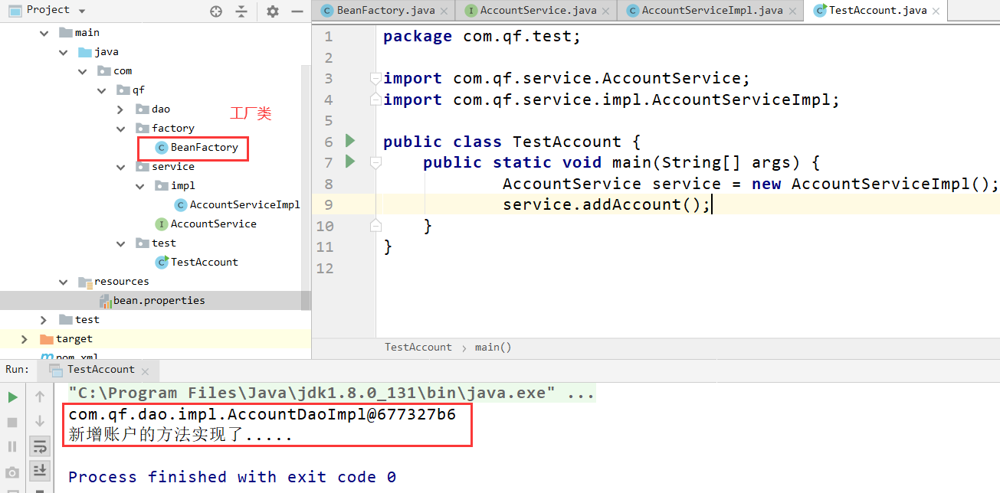 Project
main
java
com
qf
dao
工厂类
factory
BeanFactory
service
impl
AccountServiceImpl
AccountService
test
TestAccount
resources
bean.properties
test
target
pom.xml
BeanFactory.java
AccountService.java
AccountServiceImpl.java
TestAccount.java
1 package com.qf.test;
2
3 import com.qf.service.AccountService;
4 import com.qf.service.impl.AccountServiceImpl;
5
6 public class TestAccount {
7 public static void main(String[] args) {
8 AccountService service = new AccountServiceImpl();
9 service.addAccount();
10 }
11 }
12
TestAccount › main()
Run: TestAccount
"C:\Program Files\Java\jdk1.8.0_131\bin\java.exe" ...
com.qf.dao.impl.AccountDaoImpl@677327b6
新增账户的方法实现了.....
Process finished with exit code 0